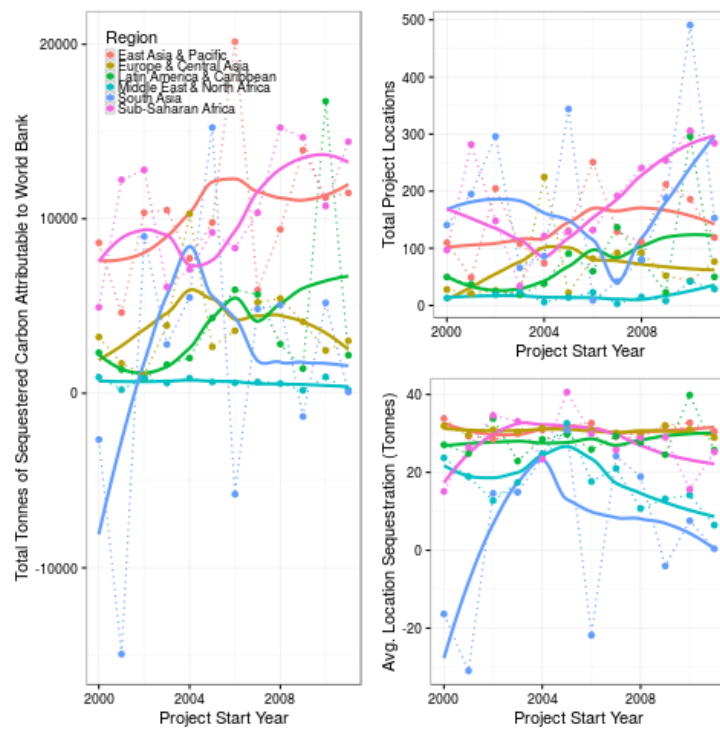 Total Tonnes of Sequestered Carbon Attributable to World Bank
20000
10000
0
-10000
Region
East Asia & Pacific
Europe & Central Asia
Latin America & Caribbean
Middle East & North Africa
South Asia
Sub-Saharan Africa
2000 2004 2008
Project Start Year
Total Project Locations
500
400
300
200
100
0
2000 2004 2008
Project Start Year
Avg. Location Sequestration (Tonnes)
40
20
0
-20
2000 2004 2008
Project Start Year